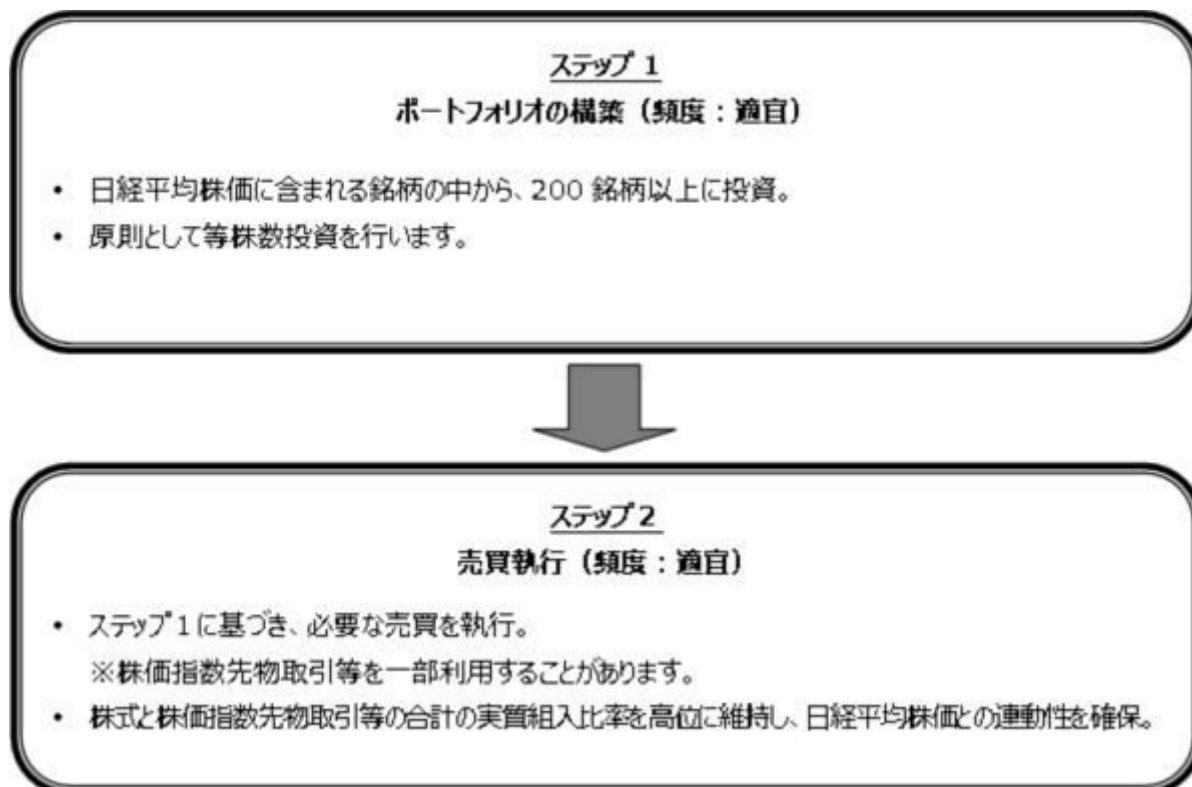 ステップ 1
ポートフォリオの構築（頻度：適宜）
• 日経平均株価に含まれる銘柄の中から、200 銘柄以上に投資。
• 原則として等株数投資を行います。
ステップ 2
売買執行（頻度：適宜）
• ステップ 1 に基づき、必要な売買を執行。
※株価指数先物取引等を一部利用することがあります。
• 株式と株価指数先物取引等の合計の実質組入比率を高位に維持し、日経平均株価との連動性を確保。